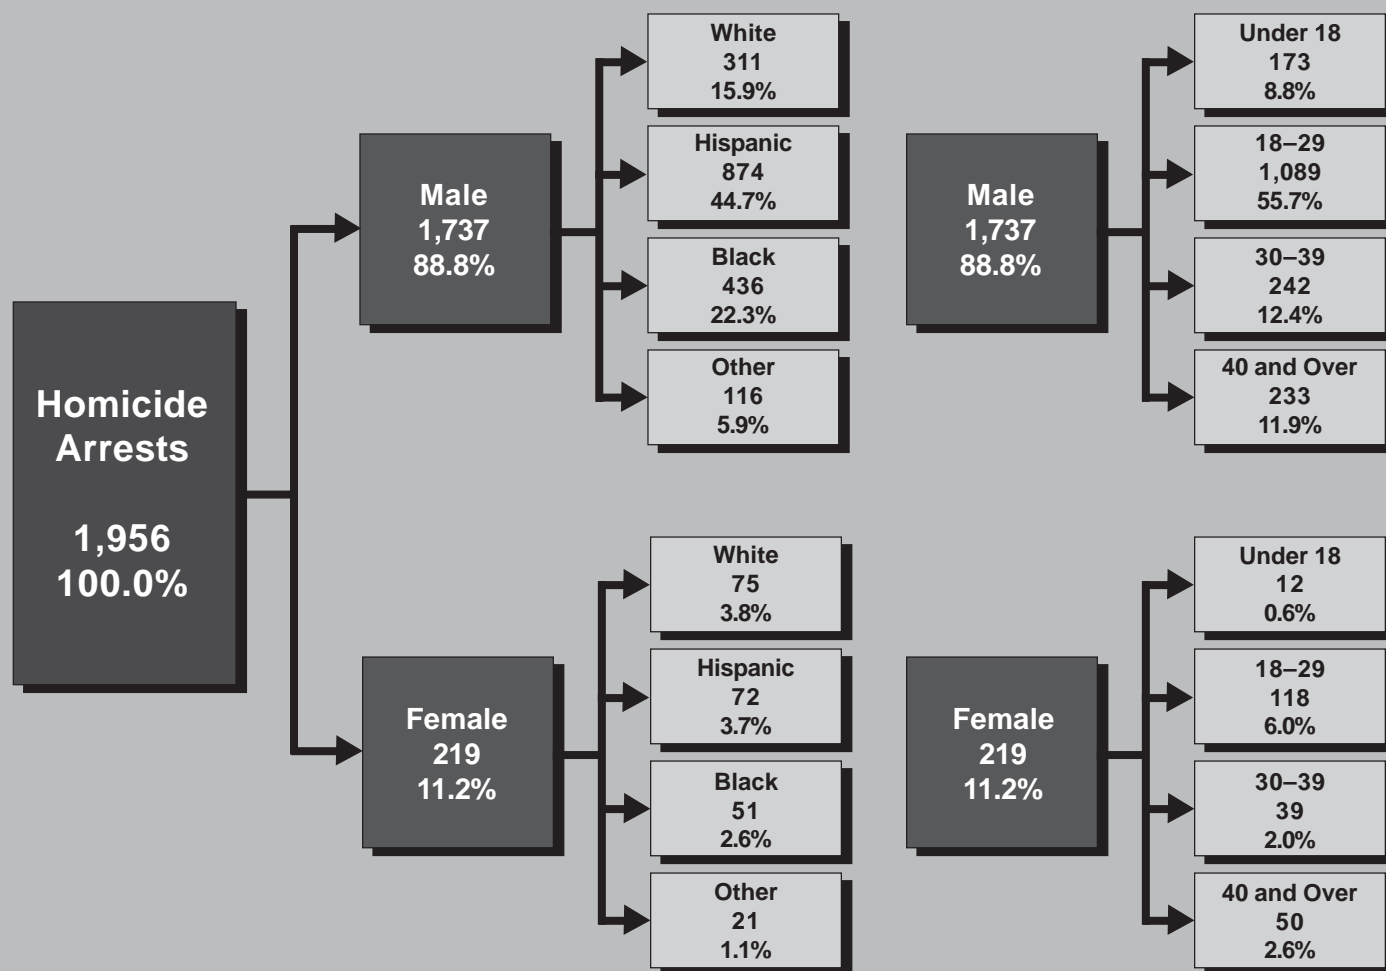 Homicide
Arrests
1,956
100.0%
Male
1,737
88.8%
White
311
15.9%
Hispanic
874
44.7%
Black
436
22.3%
Other
116
5.9%
Female
219
11.2%
White
75
3.8%
Hispanic
72
3.7%
Black
51
2.6%
Other
21
1.1%
Male
1,737
88.8%
Under 18
173
8.8%
18–29
1,089
55.7%
30–39
242
12.4%
40 and Over
233
11.9%
Female
219
11.2%
Under 18
12
0.6%
18–29
118
6.0%
30–39
39
2.0%
40 and Over
50
2.6%